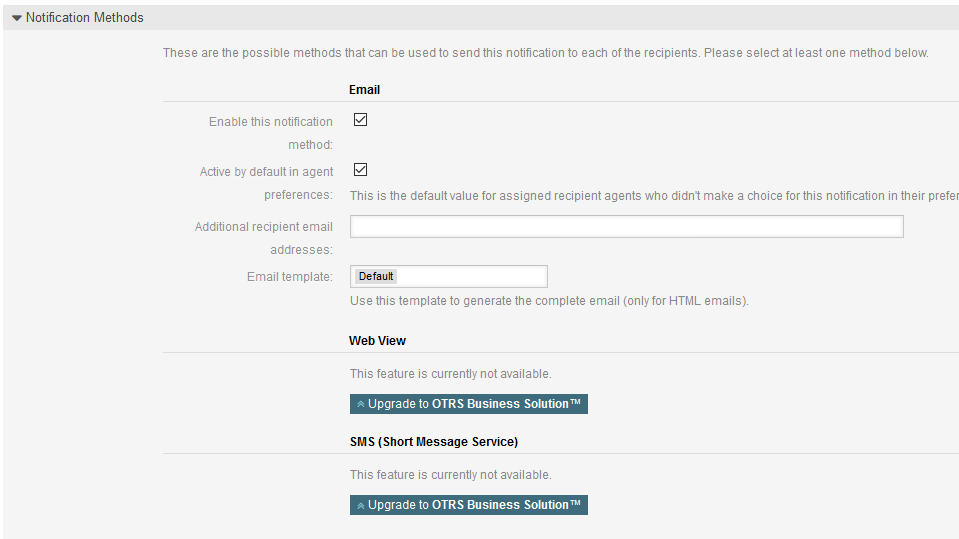 Notification Methods
These are the possible methods that can be used to send this notification to each of the recipients. Please select at least one method below.
Email
Enable this notification
method:
Active by default in agent
preferences:
This is the default value for assigned recipient agents who didn't make a choice for this notification in their prefer
Additional recipient email
addresses:
Email template:
Default
Use this template to generate the complete email (only for HTML emails).
Web View
This feature is currently not available.
Upgrade to OTRS Business Solution™
SMS (Short Message Service)
This feature is currently not available.
Upgrade to OTRS Business Solution™